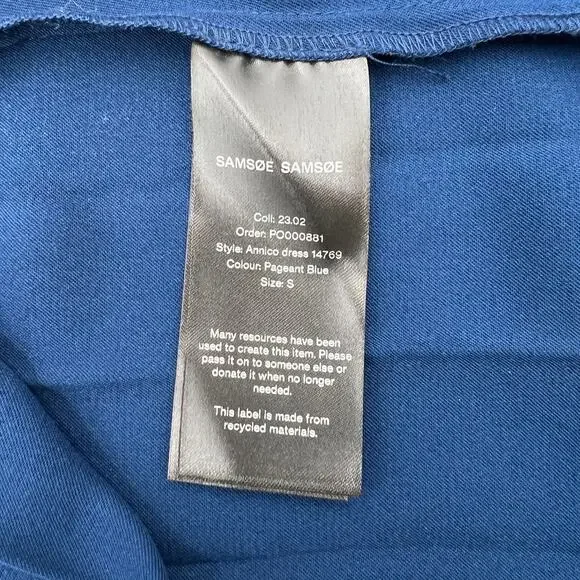 SAMSØE SAMSØE
Coll: 23.02
Order: PO000881
Style: Annico dress 14769
Colour: Pageant Blue
Size: S
Many resources have been
used to create this item. Please
pass it on to someone else or
donate it when no longer
needed.
This label is made from
recycled materials.